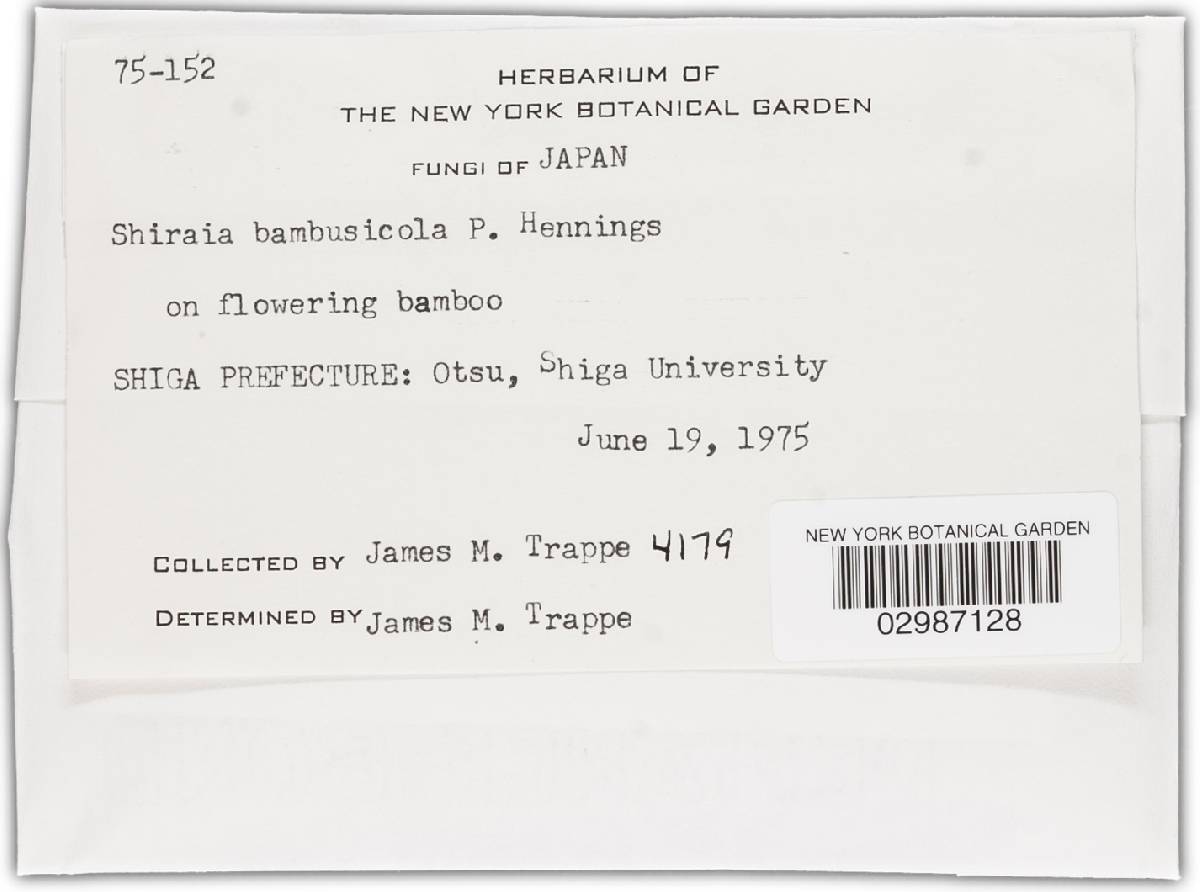 75-152
HERBARIUM OF
THE NEW YORK BOTANICAL GARDEN
FUNGI OF JAPAN
Shiraia bambusicola P. Hennings
on flowering bamboo
SHIGA PREFECTURE: Otsu, Shiga University
June 19, 1975
COLLECTED BY James M. Trappe 4179
DETERMINED BY James M. Trappe
NEW YORK BOTANICAL GARDEN
02987128